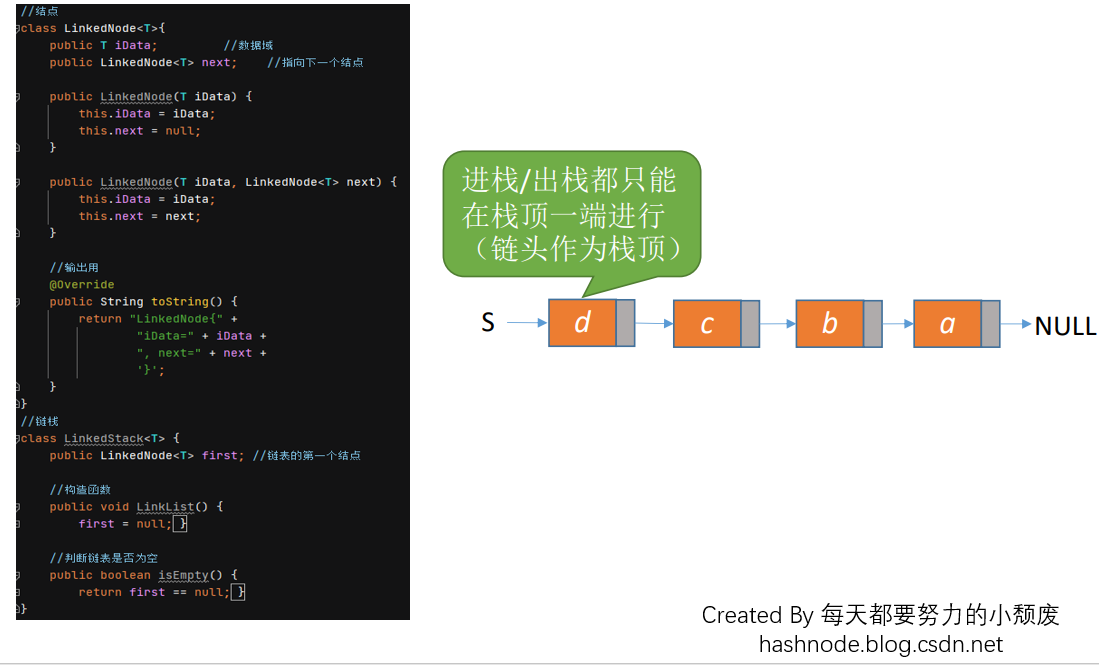 //结点
class LinkedNode<T>{
public T iData; //数据域
public LinkedNode<T> next; //指向下一个结点
public LinkedNode(T iData) {
this.iData = iData;
this.next = null;
}
public LinkedNode(T iData, LinkedNode<T> next) {
this.iData = iData;
this.next = next;
}
//输出用
@Override
public String toString() {
return "LinkedNode{" +
"iData=" + iData +
", next=" + next +
'}';
}
}
//链栈
class LinkedStack<T> {
public LinkedNode<T> first; //链表的第一个结点
//构造函数
public void LinkList() {
first = null; }
//判断链表是否为空
public boolean isEmpty() {
return first == null; }
}
进栈/出栈都只能
在栈顶一端进行
（链头作为栈顶）
S d c b a NULL
Created By 每天都要努力的小颓废
hashnode.blog.csdn.net